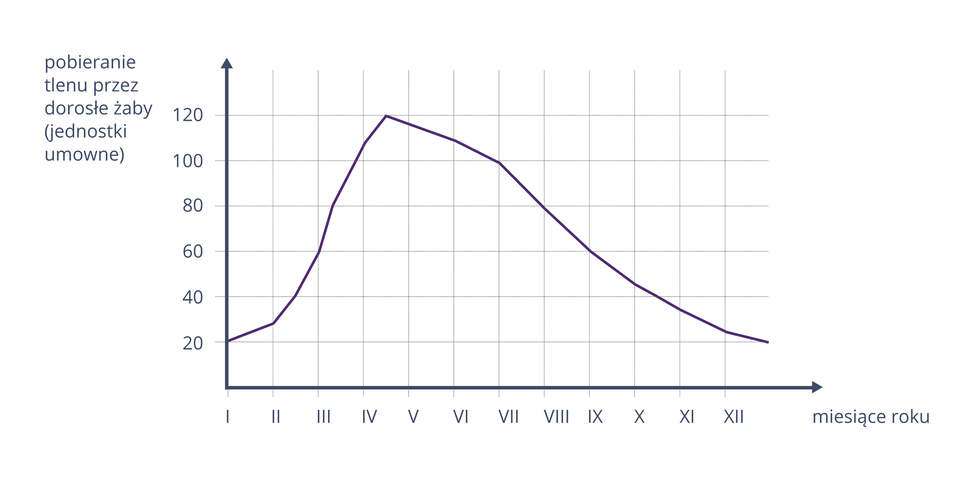 pobieranie
tlenu przez
dorosłe żaby
(jednostki
umowne)
120
100
80
60
40
20
I II III IV V VI VII VIII IX X XI XII
miesiące roku